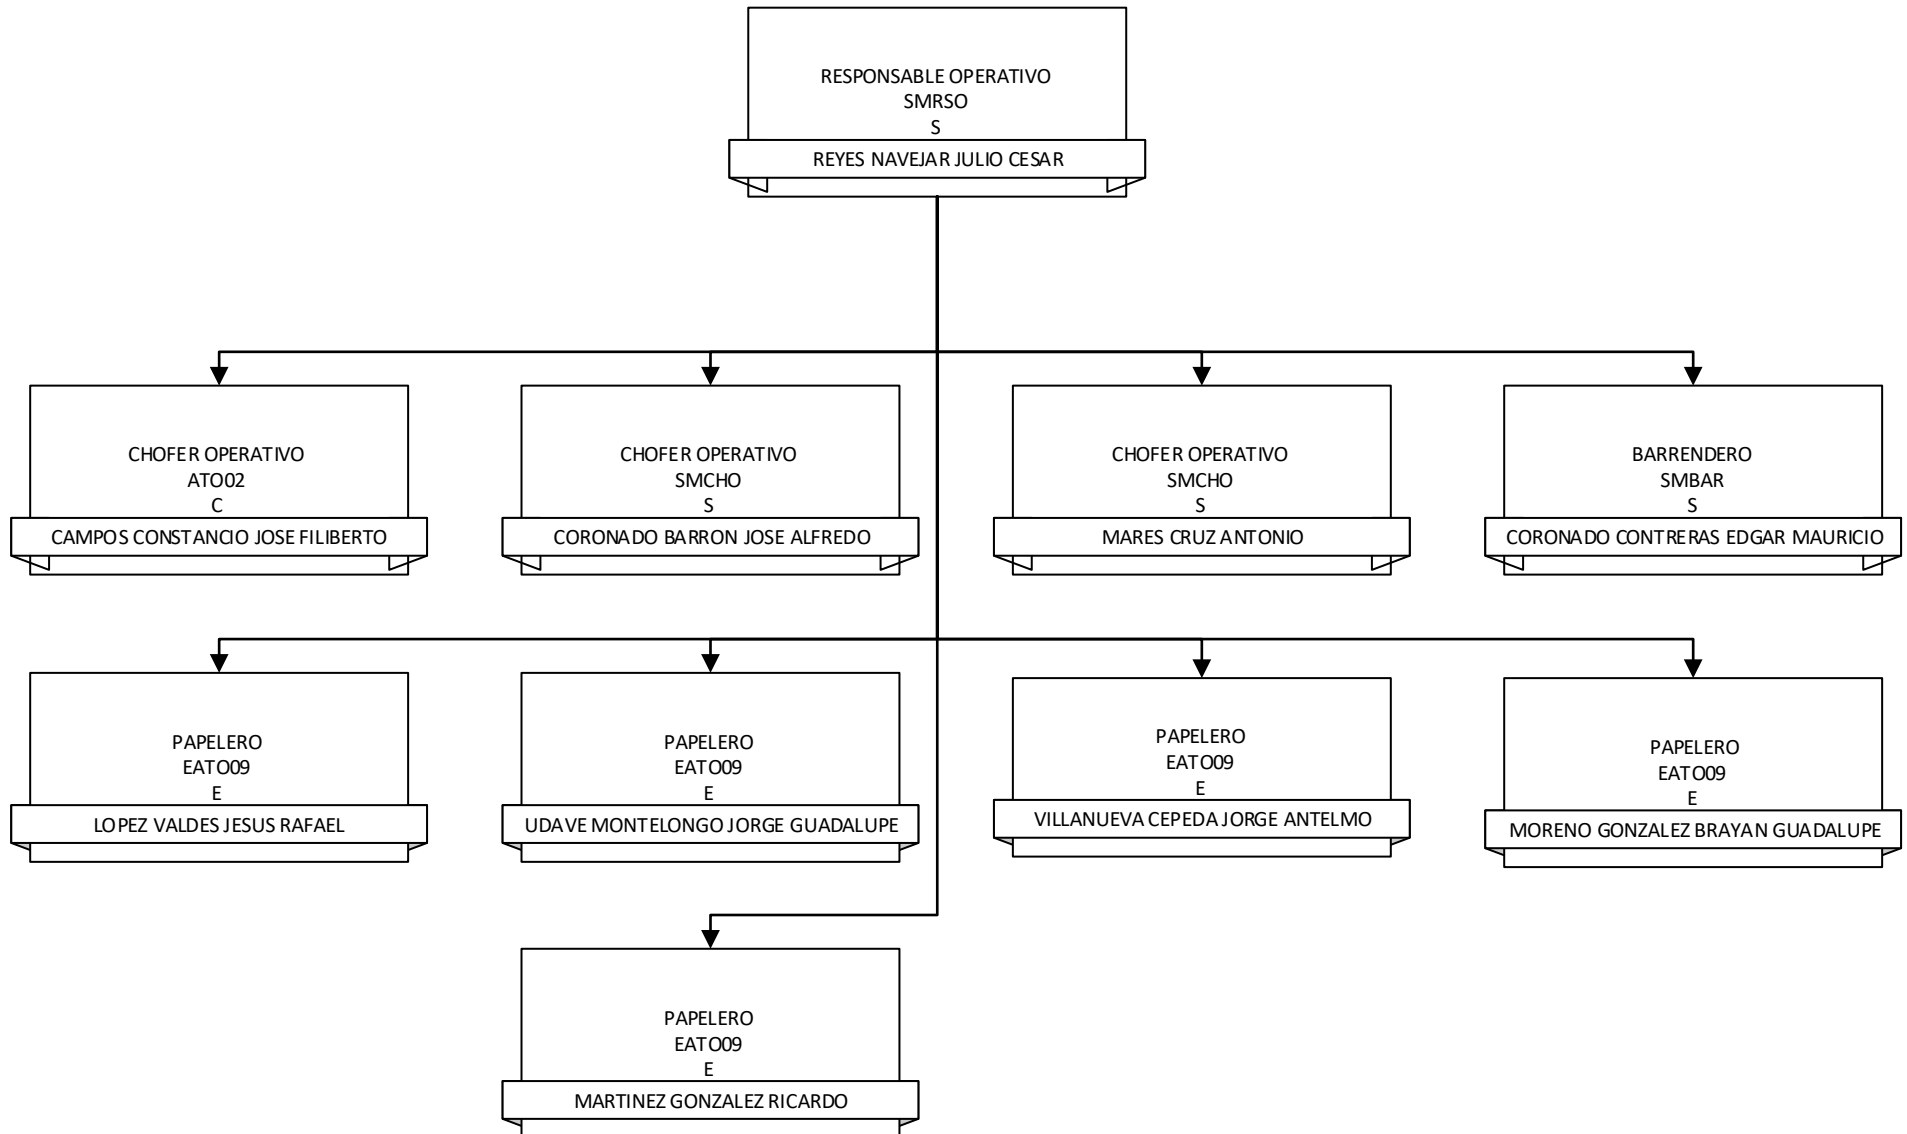 RESPONSABLE OPERATIVO
SMRSO
S
REYES NAVEJAR JULIO CESAR
CHOFER OPERATIVO
ATO02
C
CAMPOS CONSTANCIO JOSE FILIBERTO
CHOFER OPERATIVO
SMCHO
S
CORONADO BARRON JOSE ALFREDO
CHOFER OPERATIVO
SMCHO
S
MARES CRUZ ANTONIO
BARRENDERO
SMBAR
S
CORONADO CONTRERAS EDGAR MAURICIO
PAPELERO
EATO09
E
LOPEZ VALDES JESUS RAFAEL
PAPELERO
EATO09
E
UDAVE MONTELONGO JORGE GUADALUPE
PAPELERO
EATO09
E
VILLANUEVA CEPEDA JORGE ANTELMO
PAPELERO
EATO09
E
MORENO GONZALEZ BRAYAN GUADALUPE
PAPELERO
EATO09
E
MARTINEZ GONZALEZ RICARDO